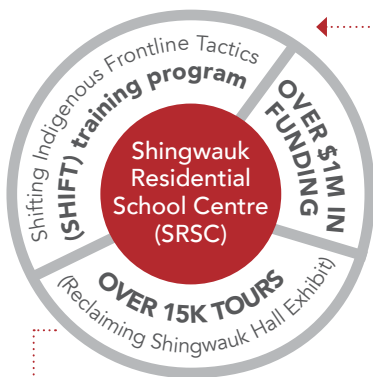 Shifting Indigenous Frontline Tactics
(SHIFT) training program
OVER $1M IN
FUNDING
Shingwauk
Residential
School Centre
(SRSC)
OVER 15K TOURS
(Reclaiming Shingwauk Hall Exhibit)